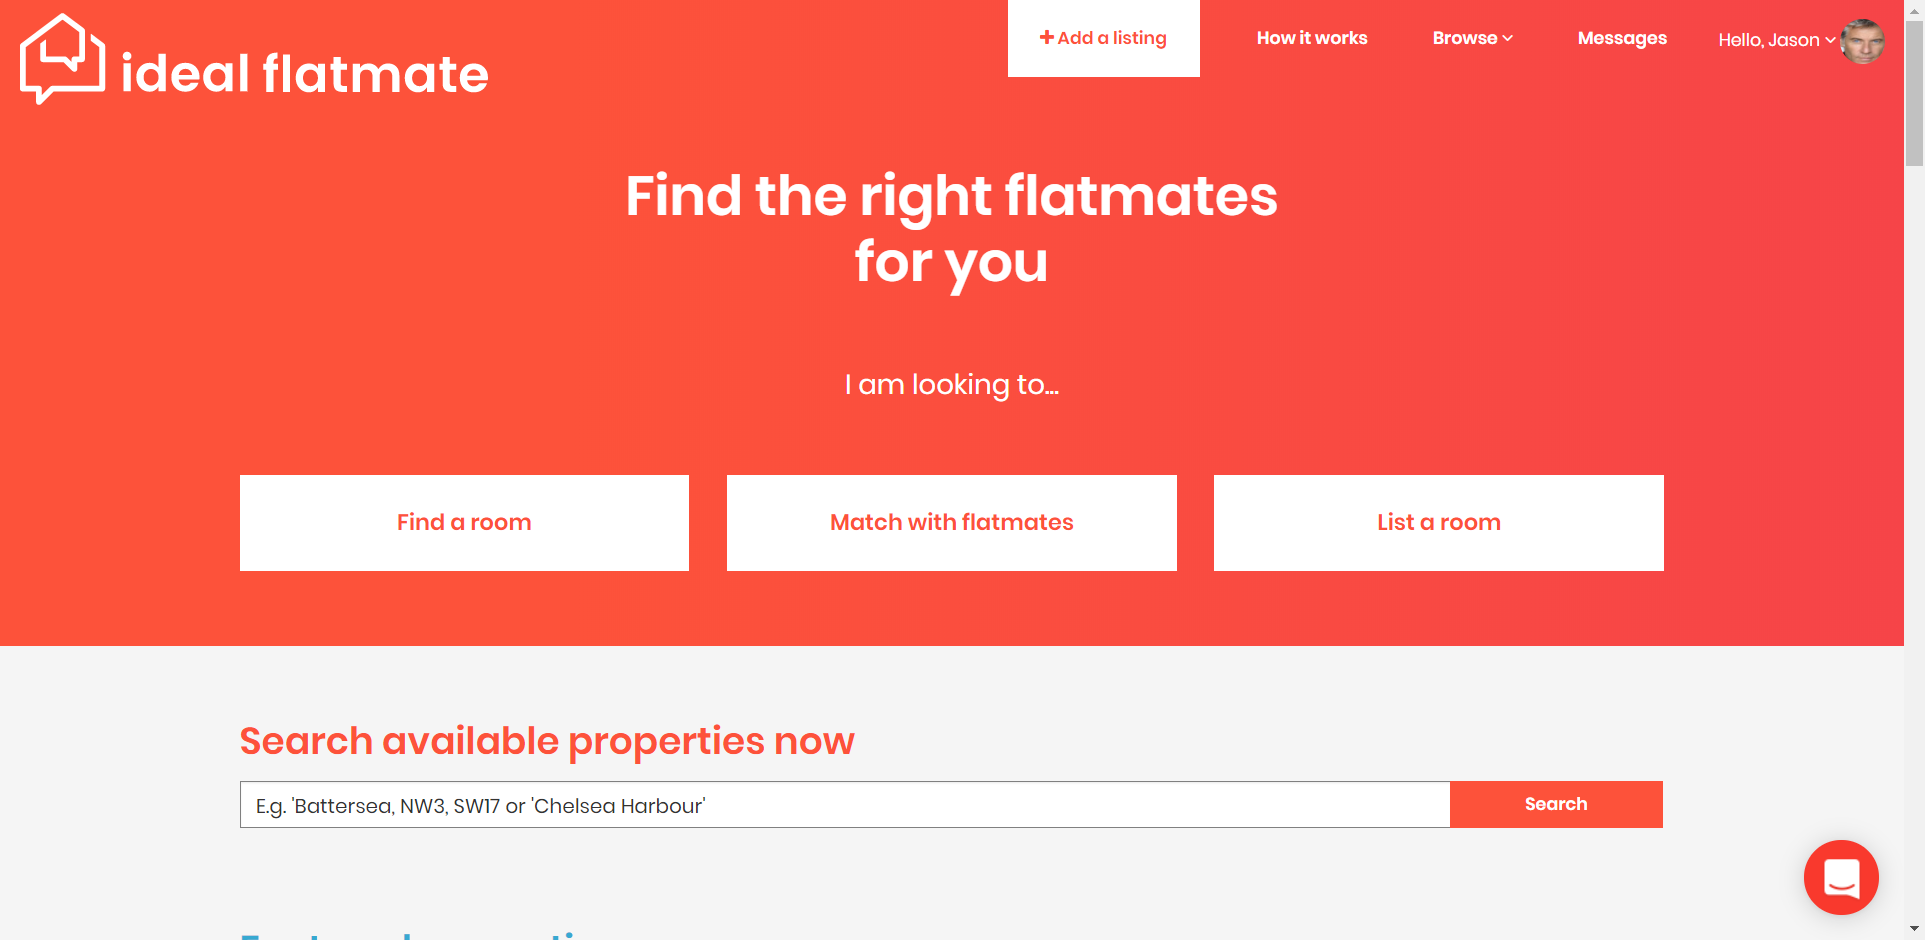 ideal flatmate
Add a listing
How it works
Browse
Messages
Hello, Jason
Find the right flatmates
for you
I am looking to...
Find a room
Match with flatmates
List a room
Search available properties now
E.g. 'Battersea, NW3, SW17 or 'Chelsea Harbour'
Search